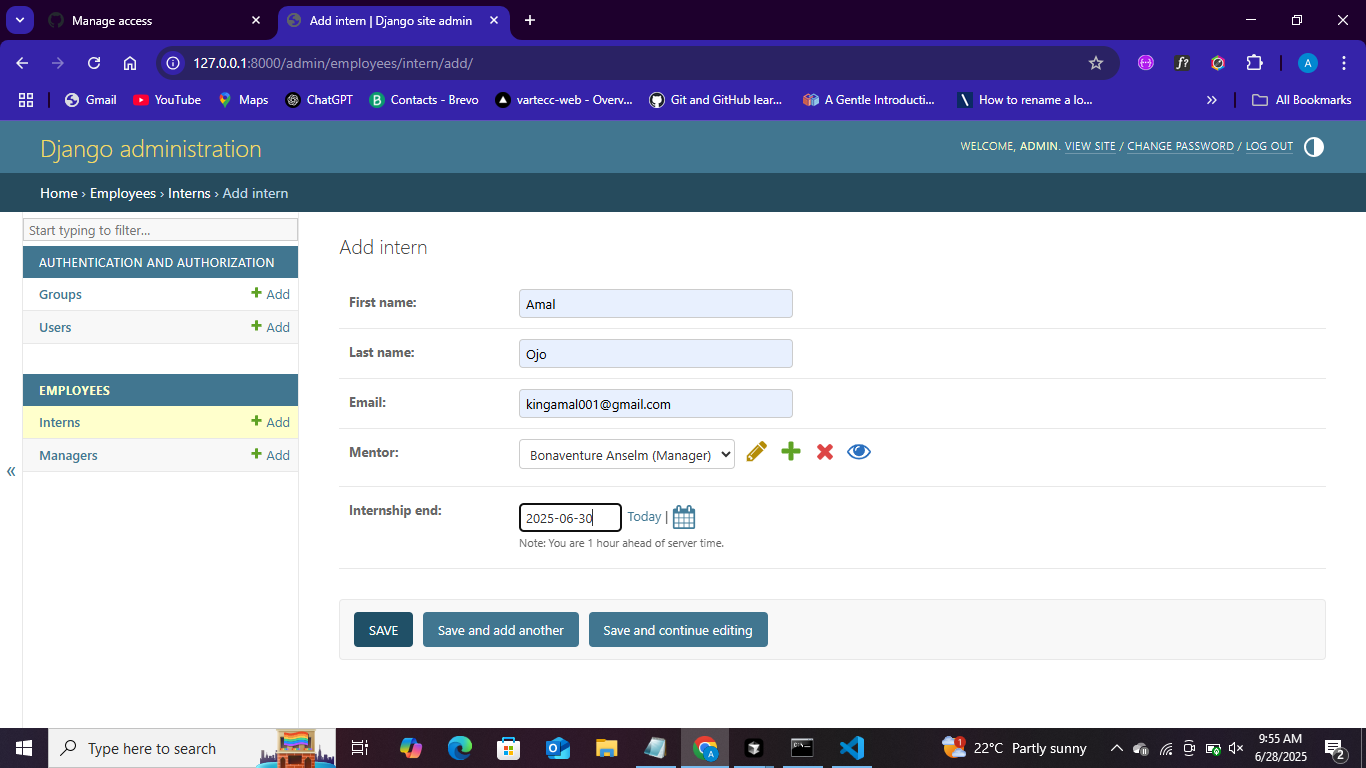 Manage access
Add intern | Django site admin
127.0.0.1:8000/admin/employees/intern/add/
f?
A
Gmail
YouTube
Maps
ChatGPT
B
Contacts - Brevo
vartecc-web - Overv...
Git and GitHub lear...
A Gentle Introducti...
How to rename a lo...
All Bookmarks
Django administration
WELCOME, ADMIN. VIEW SITE / CHANGE PASSWORD / LOG OUT
Home › Employees › Interns › Add intern
Start typing to filter...
AUTHENTICATION AND AUTHORIZATION
Groups
Add
Users
Add
EMPLOYEES
Interns
Add
Managers
Add
«
Add intern
First name:
Amal
Last name:
Ojo
Email:
kingamal001@gmail.com
Mentor:
Bonaventure Anselm (Manager)
Internship end:
2025-06-30
Today |
Note: You are 1 hour ahead of server time.
SAVE
Save and add another
Save and continue editing
Type here to search
1
22°C Partly sunny
9:55 AM
6/28/2025
2